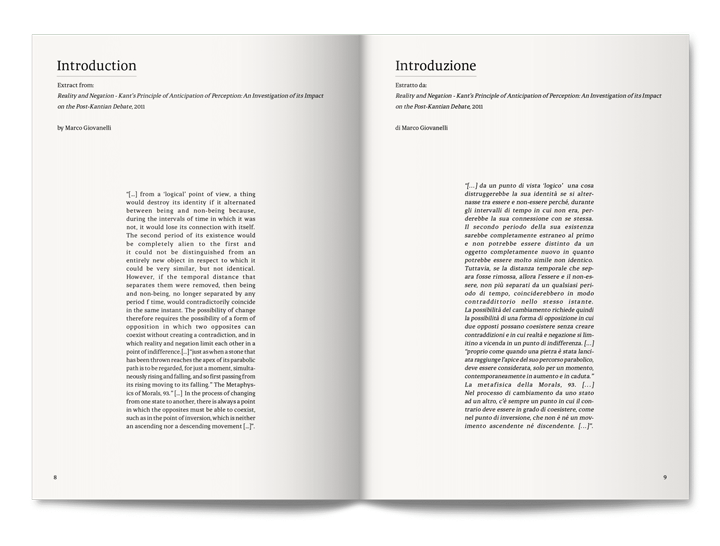 Introduction
Extract from:
Reality and Negation - Kant's Principle of Anticipation of Perception: An Investigation of its Impact
on the Post-Kantian Debate, 2011
by Marco Giovanelli
"[...] from a 'logical' point of view, a thing
would destroy its identity if it alternated
between being and non-being because,
during the intervals of time in which it was
not, it would lose its connection with itself.
The second period of its existence would
be completely alien to the first and
it could not be distinguished from an
entirely new object in respect to which it
could be very similar, but not identical.
However, if the temporal distance that
separates them were removed, then being
and non-being, no longer separated by any
period f time, would contradictorily coincide
in the same instant. The possibility of change
therefore requires the possibility of a form of
opposition in which two opposites can
coexist without creating a contradiction, and in
which reality and negation limit each other in a
point of indifference.[...]"just as when a stone that
has been thrown reaches the apex of its parabolic
path is to be regarded, for just a moment, simulta-
neously rising and falling, and so first passing from
its rising moving to its falling." The Metaphys-
ics of Morals, 93." [...] In the process of changing
from one state to another, there is always a point
in which the opposites must be able to coexist,
such as in the point of inversion, which is neither
an ascending nor a descending movement [...]".
8
Introduzione
Estratto da:
Reality and Negation - Kant's Principle of Anticipation of Perception: An Investigation of its Impact
on the Post-Kantian Debate, 2011
di Marco Giovanelli
"[...] da un punto di vista 'logico' una cosa
distruggerebbe la sua identità se si alter-
nasse tra essere e non-essere perché, durante
gli intervalli di tempo in cui non era, per-
derebbe la sua connessione con se stessa.
Il secondo periodo della sua esistenza
sarebbe completamente estraneo al primo
e non potrebbe essere distinto da un
oggetto completamente nuovo in quanto
potrebbe essere molto simile non identico.
Tuttavia, se la distanza temporale che sep-
ara fosse rimossa, allora l'essere e il non-es-
sere, non più separati da un qualsiasi peri-
odo di tempo, coinciderebbero in modo
contraddittorio nello stesso istante.
La possibilità del cambiamento richiede quindi
la possibilità di una forma di opposizione in cui
due opposti possano coesistere senza creare
contraddizioni e in cui realtà e negazione si lim-
itino a vicenda in un punto di indifferenza. [...]
"proprio come quando una pietra è stata lanci-
ata raggiunge l'apice del suo percorso parabolico,
deve essere considerata, solo per un momento,
contemporaneamente in aumento e in caduta."
La metafisica della Morals, 93. [...]
Nel processo di cambiamento da uno stato
ad un altro, c'è sempre un punto in cui il con-
trario deve essere in grado di coesistere, come
nel punto di inversione, che non è né un mov-
imento ascendente né discendente. [...]".
9